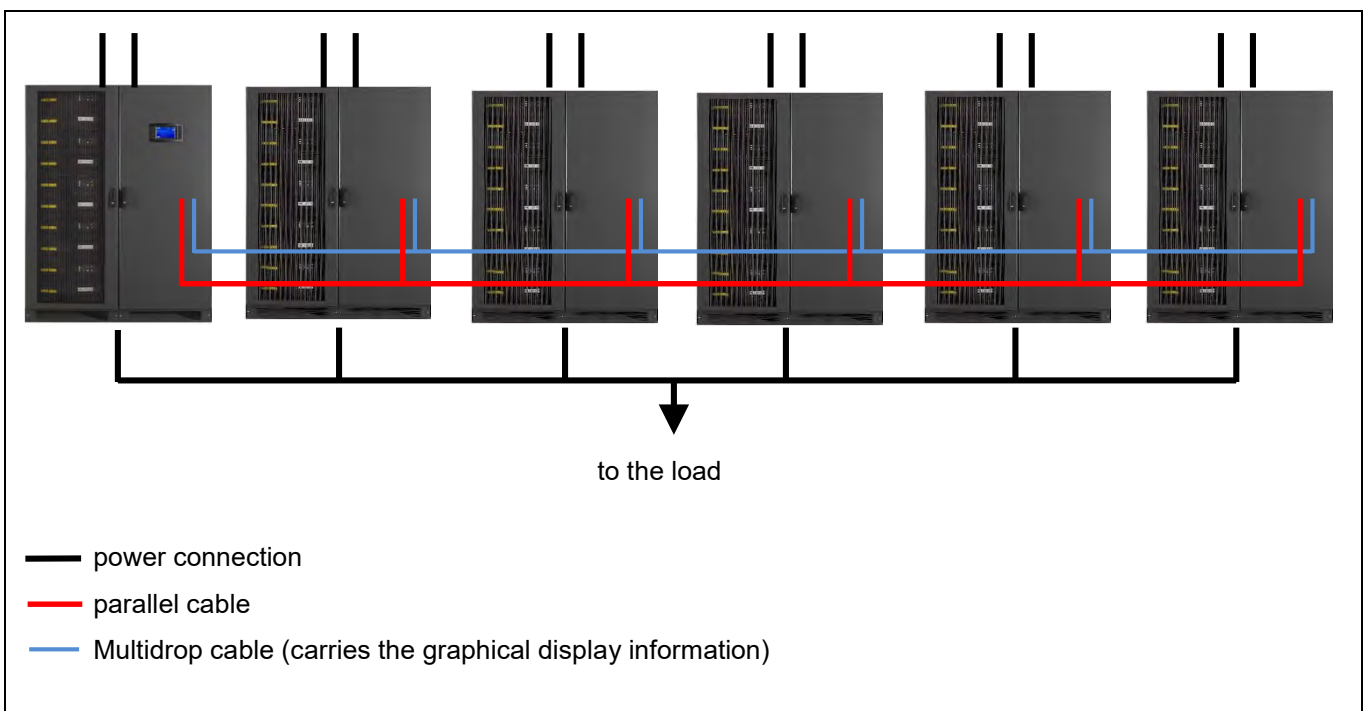 to the load
power connection
parallel cable
Multidrop cable (carries the graphical display information)